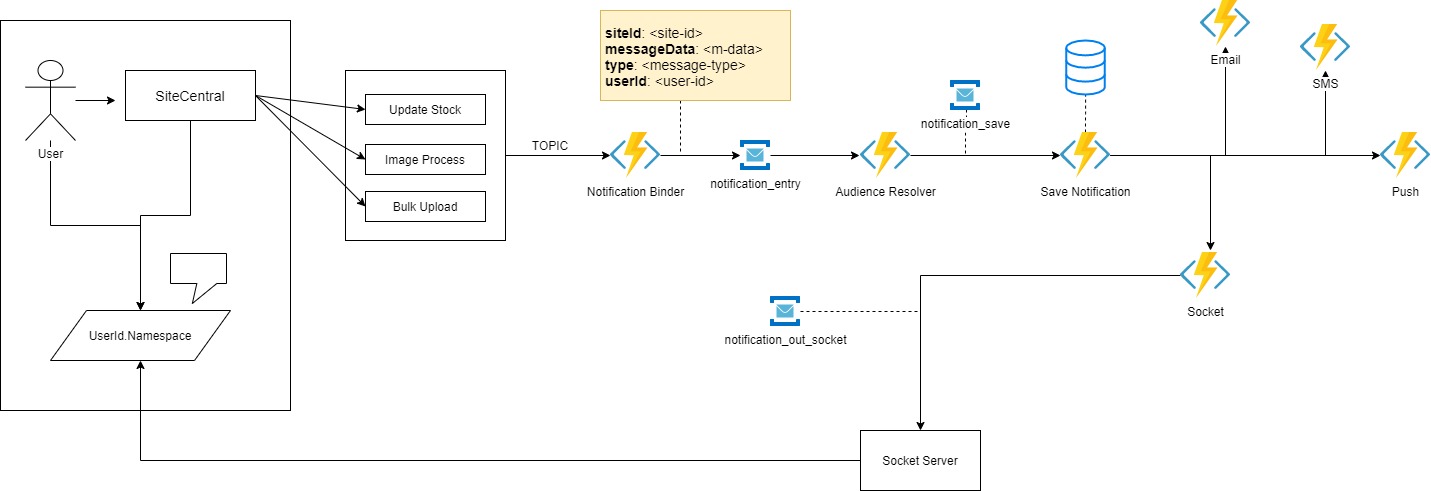 siteId: <site-id>
messageData: <m-data>
type: <message-type>
userId: <user-id>
Email
SMS
SiteCentral
User
Update Stock
Image Process
Bulk Upload
TOPIC
Notification Binder
notification_entry
Audience Resolver
notification_save
Save Notification
Push
Socket
notification_out_socket
UserId.Namespace
Socket Server